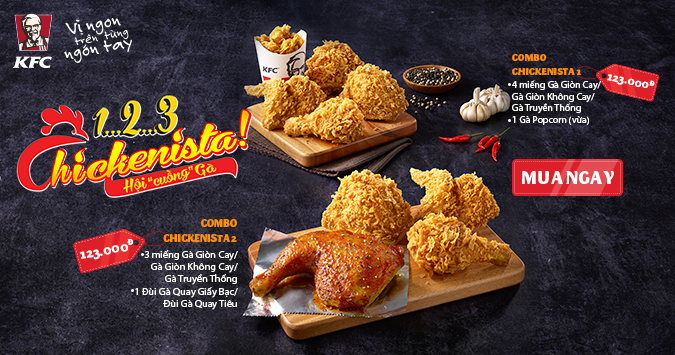 KFC
Vị ngon
trên từng
ngón tay
1...2...3
Chickenista!
Hội "cuồng" Gà
COMBO
CHICKENISTA 1
123.000đ
•4 miếng Gà Giòn Cay/
Gà Giòn Không Cay/
Gà Truyền Thống
•1 Gà Popcorn (vừa)
MUA NGAY
COMBO
CHICKENISTA 2
123.000đ
•3 miếng Gà Giòn Cay/
Gà Giòn Không Cay/
Gà Truyền Thống
•1 Đùi Gà Quay Giấy Bạc/
Đùi Gà Quay Tiêu